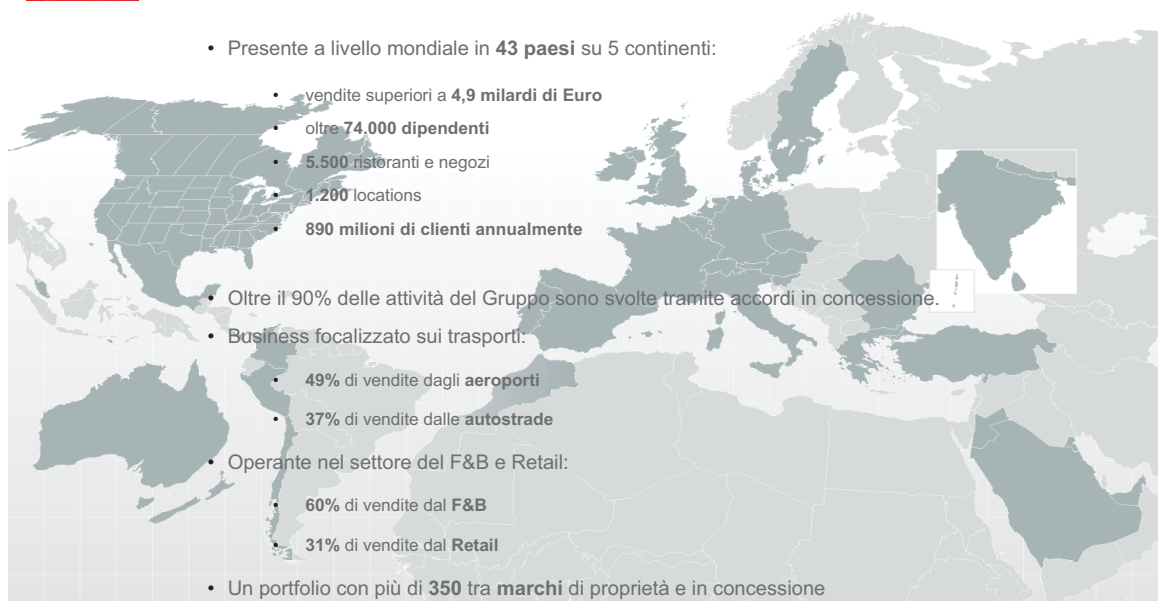 • Presente a livello mondiale in 43 paesi su 5 continenti:
• vendite superiori a 4,9 milardi di Euro
• oltre 74.000 dipendenti
• 5.500 ristoranti e negozi
• 1.200 locations
• 890 milioni di clienti annualmente
• Oltre il 90% delle attività del Gruppo sono svolte tramite accordi in concessione.
• Business focalizzato sui trasporti:
• 49% di vendite dagli aeroporti
• 37% di vendite dalle autostrade
• Operante nel settore del F&B e Retail:
• 60% di vendite dal F&B
• 31% di vendite dal Retail
• Un portfolio con più di 350 tra marchi di proprietà e in concessione